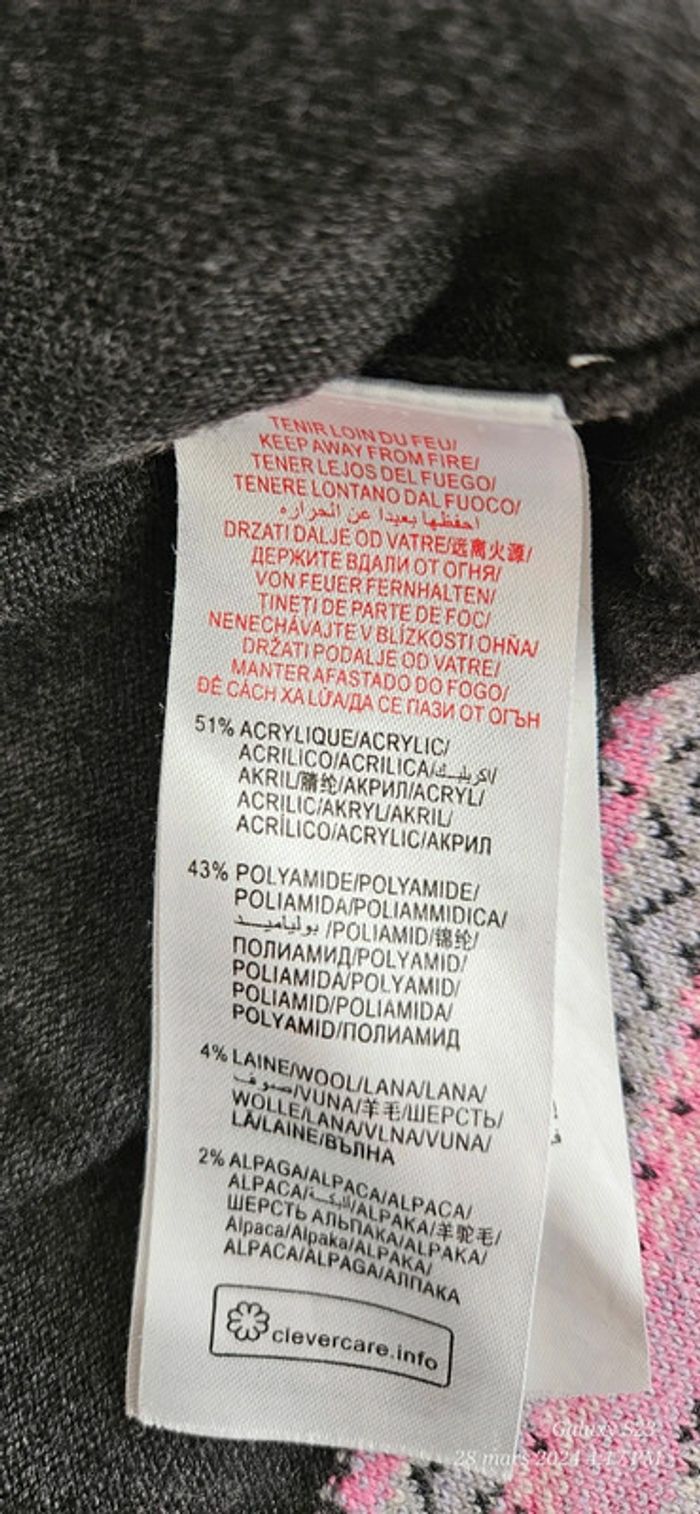 TENIR LOIN DU FEU/
KEEP AWAY FROM FIRE/
TENER LEJOS DEL FUEGO/
TENERE LONTANO DAL FUOCO/
احفظها بعيدا عن الحراره
DRZATI DALJE OD VATRE/远离火源/
ДЕРЖИТЕ ВДАЛИ ОТ ОГНЯ/
VON FEUER FERNHALTEN/
TINETI DE PARTE DE FOC/
NENECHÁVAJTE V BLÍZKOSTI OHŇA/
DRŽATI PODALJE OD VATRE/
MANTER AFASTADO DO FOGO/
ĐỂ CÁCH XA LỬA/ДА СЕ ПАЗИ ОТ ОГЪН
51% ACRYLIQUE/ACRYLIC/
ACRILICO/ACRILICA/اكريليك/
AKRIL/腈纶/АКРИЛ/ACRYL/
ACRILIC/AKRYL/AKRIL/
ACRÍLICO/ACRYLIC/АКРИЛ
43% POLYAMIDE/POLYAMIDE/
POLIAMIDA/POLIAMMIDICA/
بولياميد /POLIAMID/锦纶/
ПОЛИАМИД/POLYAMID/
POLIAMIDA/POLYAMID/
POLIAMID/POLIAMIDA/
POLYAMID/ПОЛИАМИД
4% LAINE/WOOL/LANA/LANA/
صوف/VUNA/羊毛/ШЕРСТЬ/
WOLLE/LANA/VLNA/VUNA/
LÃ/LAINE/ВЪЛНА
2% ALPAGA/ALPACA/ALPACA/
ALPACA/البكة/ALPAKA/羊驼毛/
ШЕРСТЬ АЛЬПАКА/ALPAKA/
Alpaca/Alpaka/ALPAKA/
ALPACA/ALPAGA/АЛПАКА
clevercare.info
Galaxy S23
28 mars 2024 4:17 PM